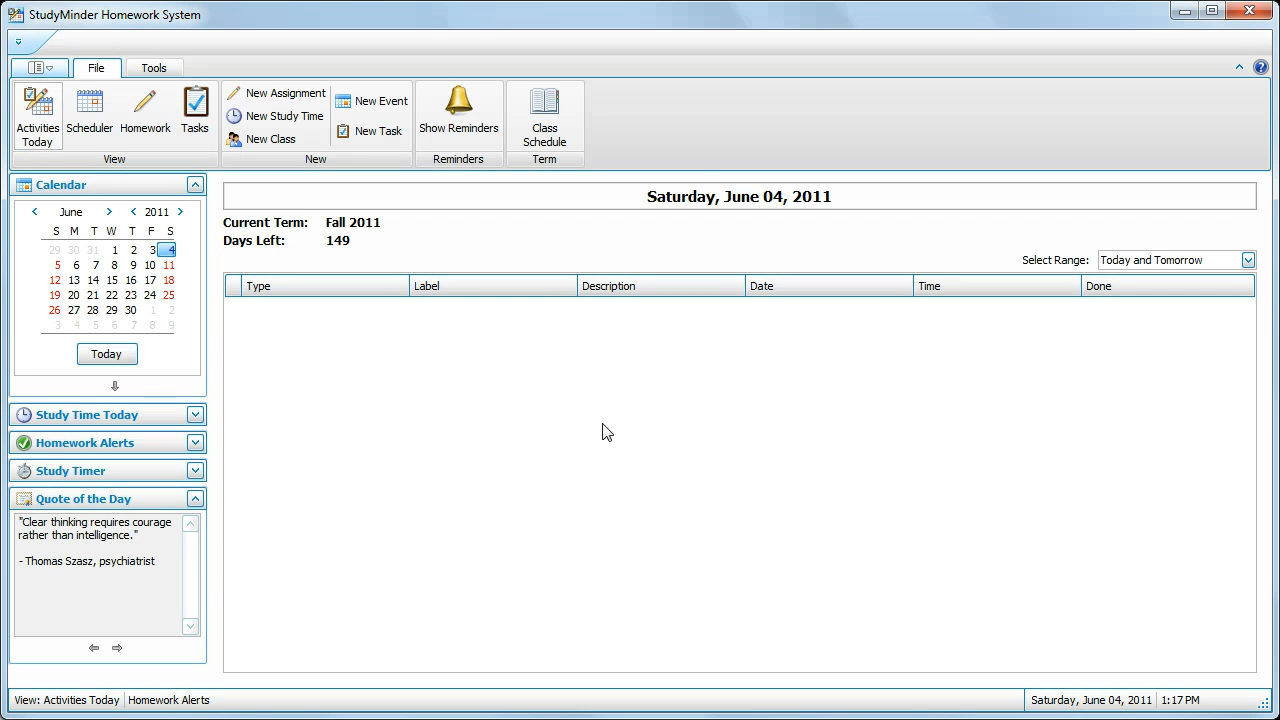 StudyMinder Homework System
File Tools
Activities Today
Scheduler
Homework
Tasks
View
New Assignment
New Study Time
New Class
New Event
New Task
New
Show Reminders
Reminders
Class Schedule
Term
Calendar
June 2011
S M T W T F S
29 30 31 1 2 3 4
5 6 7 8 9 10 11
12 13 14 15 16 17 18
19 20 21 22 23 24 25
26 27 28 29 30 1 2
3 4 5 6 7 8 9
Today
Study Time Today
Homework Alerts
Study Timer
Quote of the Day
"Clear thinking requires courage
rather than intelligence."
- Thomas Szasz, psychiatrist
Saturday, June 04, 2011
Current Term: Fall 2011
Days Left: 149
Select Range: Today and Tomorrow
Type Label Description Date Time Done
View: Activities Today Homework Alerts Saturday, June 04, 2011 1:17 PM